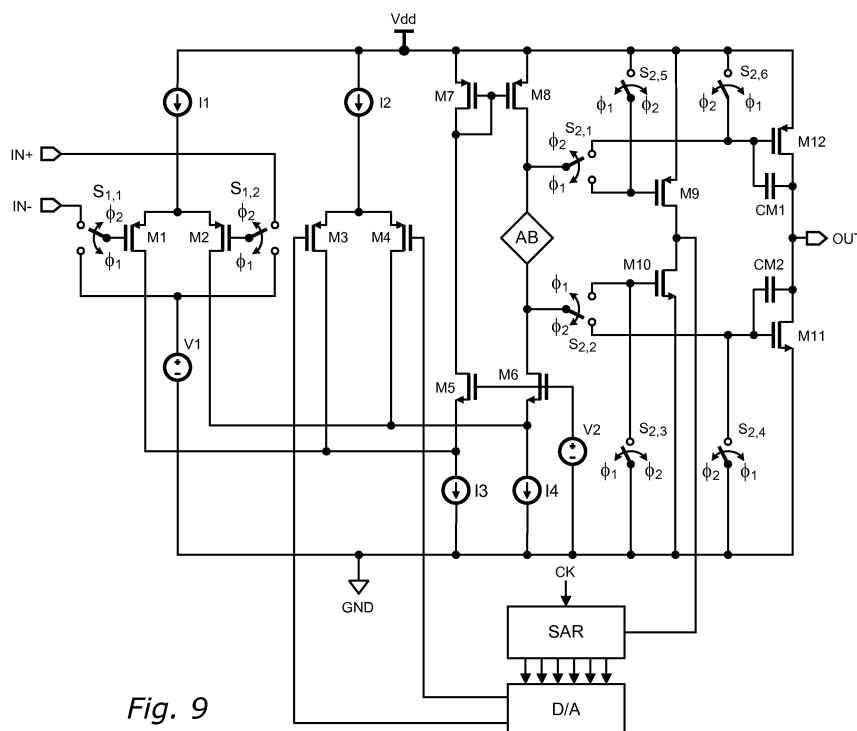 Vdd
I1
I2
M7
M8
S2,5
ϕ1
ϕ2
S2,6
ϕ2
ϕ1
M12
IN+
IN-
S1,1
ϕ2
ϕ1
M1
M2
S1,2
ϕ2
ϕ1
M3
M4
ϕ2
S2,1
ϕ1
M9
CM1
OUT
AB
M10
CM2
ϕ1
ϕ2
S2,2
M11
V1
+
-
M5
M6
V2
+
-
S2,3
ϕ1
ϕ2
S2,4
ϕ2
ϕ1
I3
I4
GND
CK
SAR
D/A
Fig. 9